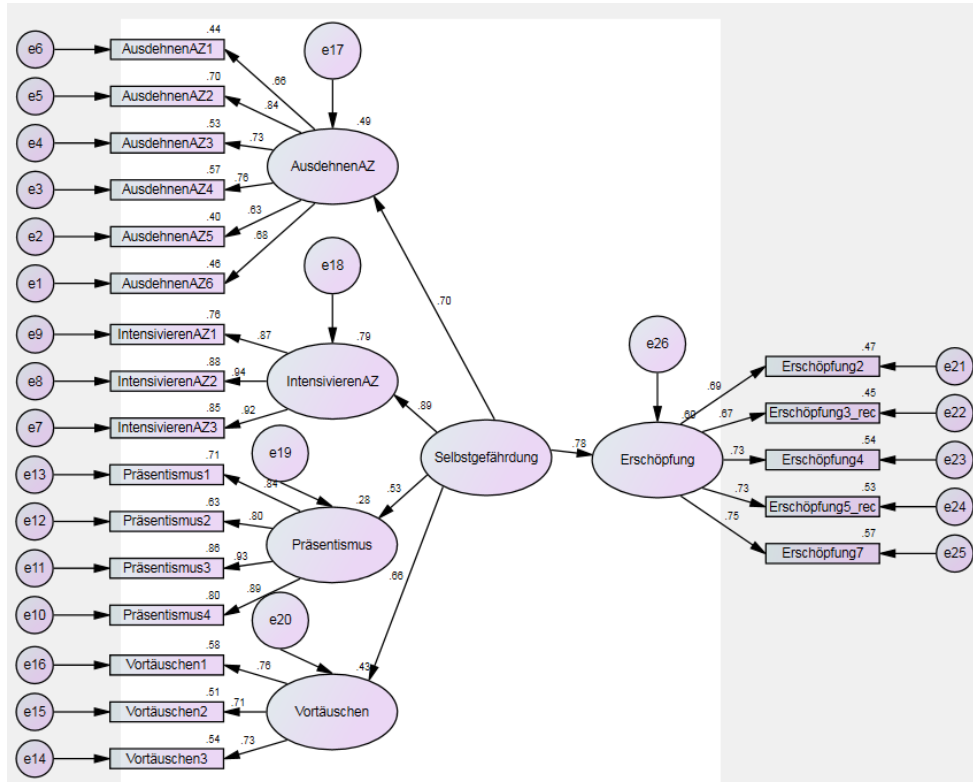 .44
e6 AusdehnenAZ1 e17
.66
.70
e5 AusdehnenAZ2
.84
.49
.53
e4 AusdehnenAZ3 .73
AusdehnenAZ
.57
e3 AusdehnenAZ4 .76
.40 .63
e2 AusdehnenAZ5
.68
.46
e1 AusdehnenAZ6 e18
.70
.76
e9 IntensivierenAZ1 .87 .79 e26
.88 .47
e8 IntensivierenAZ2 .94 IntensivierenAZ Erschöpfung2 e21
.69
.85 .92 .89 .45
e7 IntensivierenAZ3 .67 Erschöpfung3_rec e22
e19
.71 .78 .54
e13 Präsentismus1 .84 Selbstgefährdung Erschöpfung .73 Erschöpfung4 e23
.63 .28 .53 .53
e12 Präsentismus2 .80 .73 Erschöpfung5_rec e24
.86 Präsentismus .75 .57
e11 Präsentismus3 .93 .66 Erschöpfung7 e25
.80 .89
e10 Präsentismus4 e20
.58
e16 Vortäuschen1 .76 .43
.51
e15 Vortäuschen2 .71 Vortäuschen
.54 .73
e14 Vortäuschen3